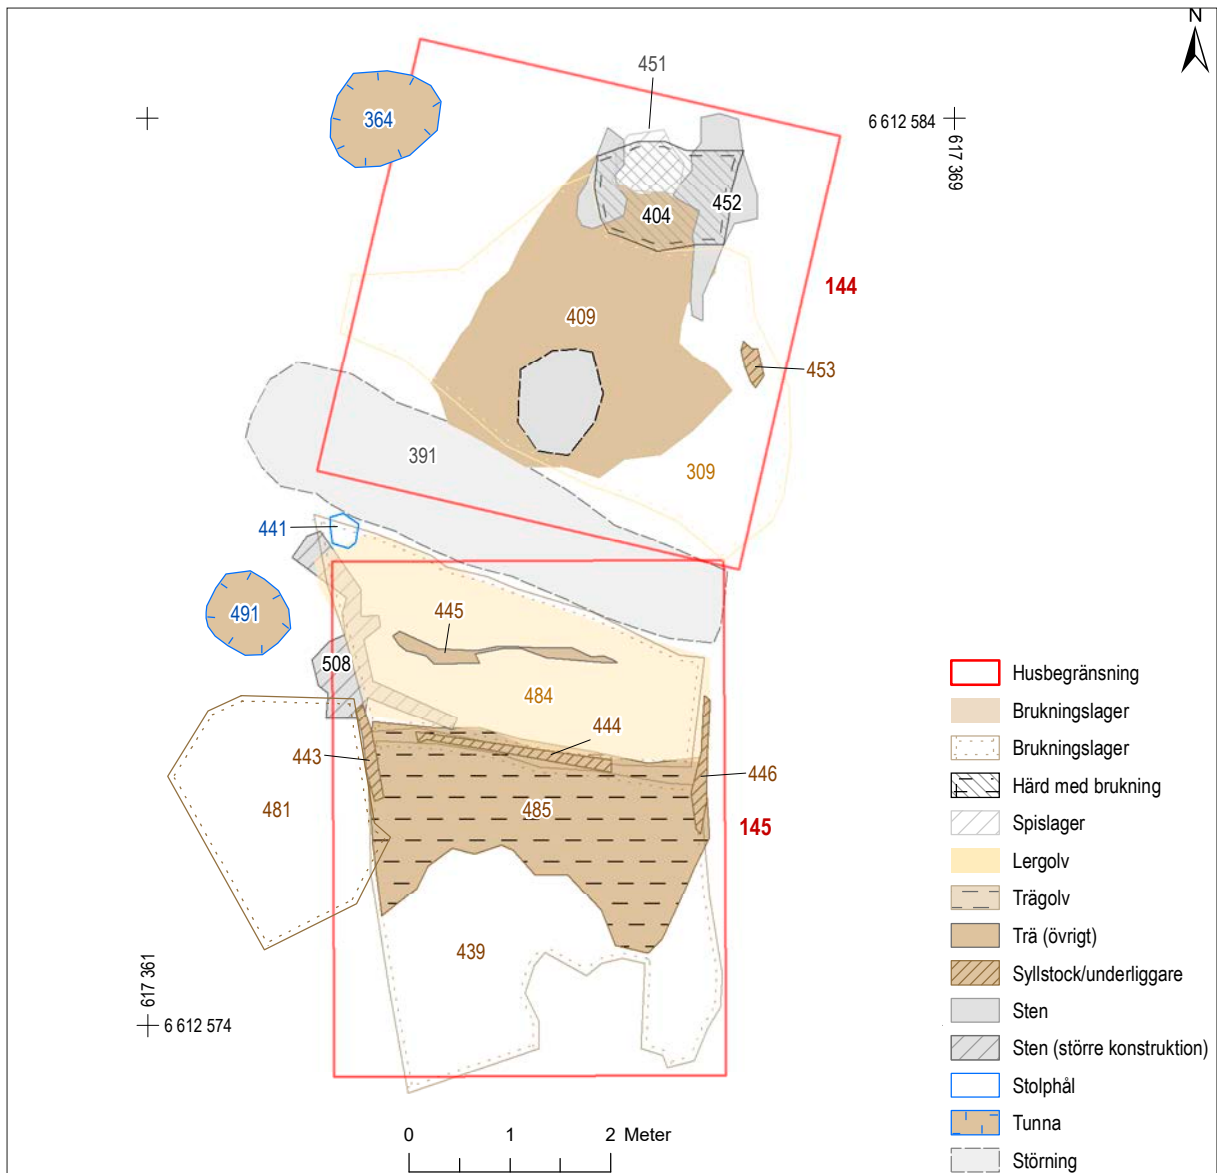 N
451
364
6 612 584
617 369
452
404
144
409
453
391
309
441
491
445
508
484
444
443
446
481
485
145
439
617 361
6 612 574
0 1 2 Meter
Husbegränsning
Brukningslager
Brukningslager
Härd med brukning
Spislager
Lergolv
Trägolv
Trä (övrigt)
Syllstock/underliggare
Sten
Sten (större konstruktion)
Stolphål
Tunna
Störning